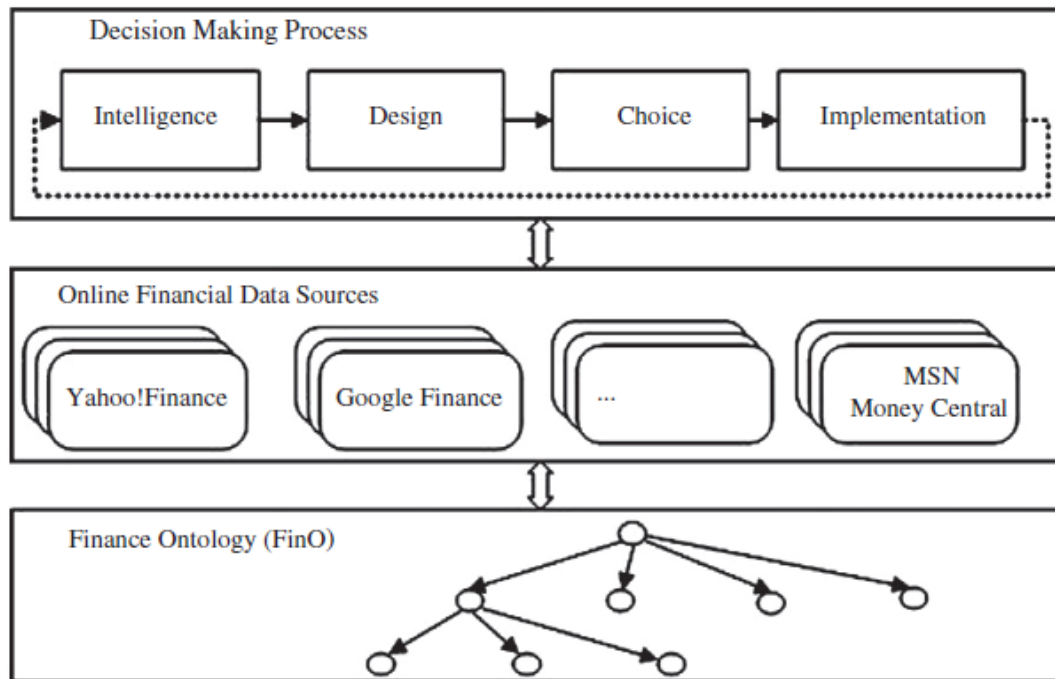 Decision Making Process
Intelligence
Design
Choice
Implementation
Online Financial Data Sources
Yahoo!Finance
Google Finance
...
MSN
Money Central
Finance Ontology (FinO)